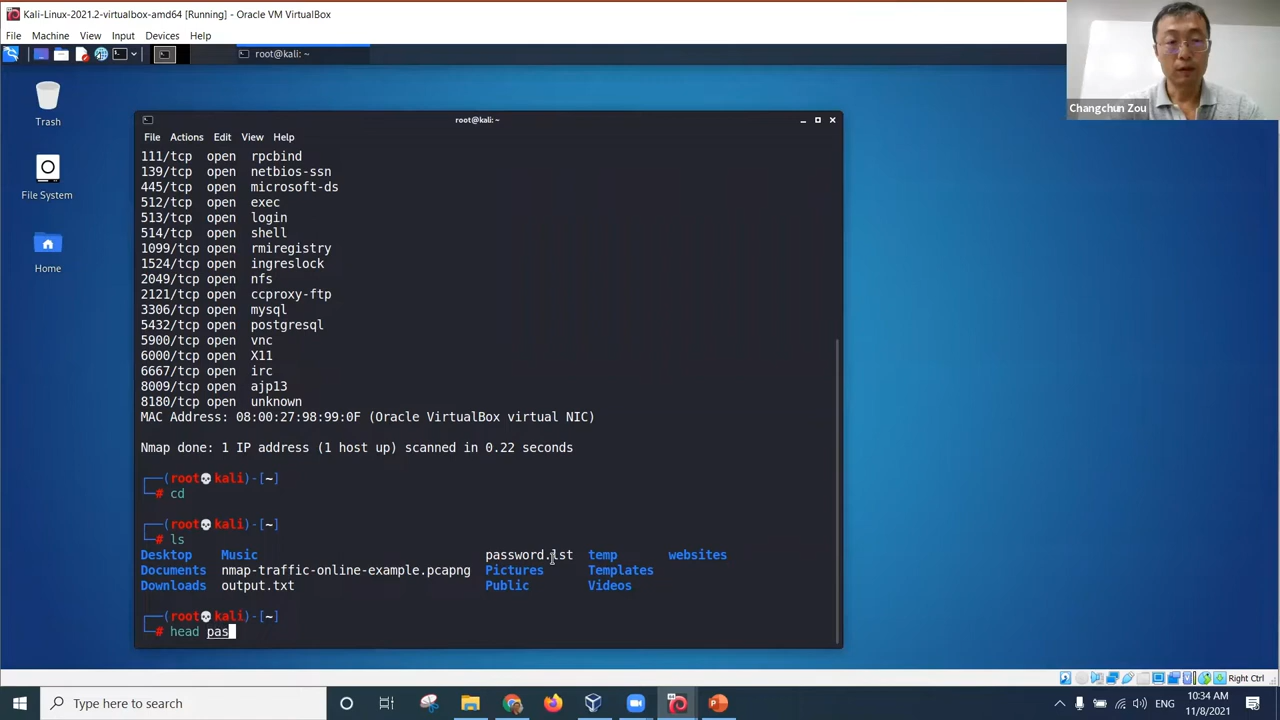 Kali-Linux-2021.2-virtualbox-amd64 [Running] - Oracle VM VirtualBox
File Machine View Input Devices Help
root@kali: ~
Changchun Zou
Trash
File System
Home
root@kali: ~
File Actions Edit View Help
111/tcp open rpcbind
139/tcp open netbios-ssn
445/tcp open microsoft-ds
512/tcp open exec
513/tcp open login
514/tcp open shell
1099/tcp open rmiregistry
1524/tcp open ingreslock
2049/tcp open nfs
2121/tcp open ccproxy-ftp
3306/tcp open mysql
5432/tcp open postgresql
5900/tcp open vnc
6000/tcp open X11
6667/tcp open irc
8009/tcp open ajp13
8180/tcp open unknown
MAC Address: 08:00:27:98:99:0F (Oracle VirtualBox virtual NIC)
Nmap done: 1 IP address (1 host up) scanned in 0.22 seconds
┌──(root💀kali)-[~]
└─# cd
┌──(root💀kali)-[~]
└─# ls
Desktop Music password.lst temp websites
Documents nmap-traffic-online-example.pcapng Pictures Templates
Downloads output.txt Public Videos
┌──(root💀kali)-[~]
└─# head pas
Right Ctrl
Type here to search
ENG
10:34 AM
11/8/2021